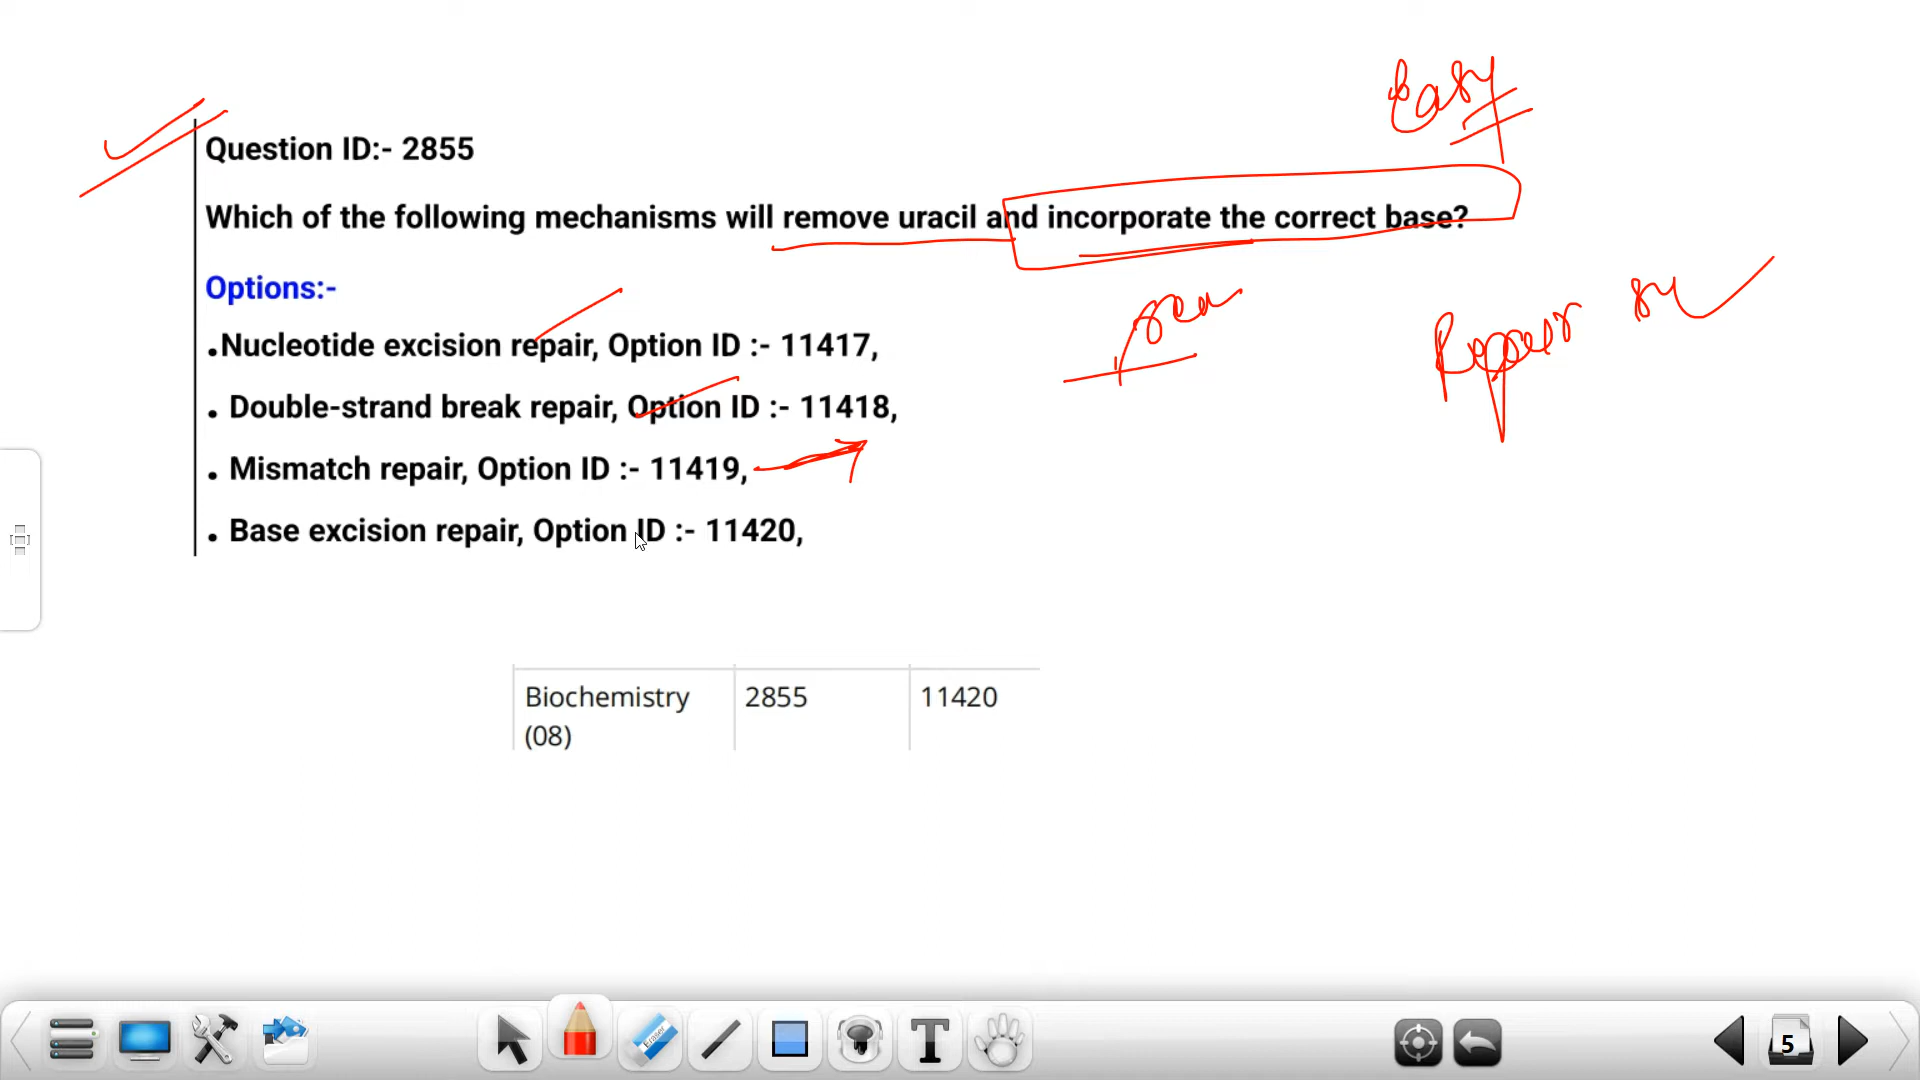 Easy
Question ID:- 2855
Which of the following mechanisms will remove uracil and incorporate the correct base?
Options:-
.Nucleotide excision repair, Option ID :- 11417,
. Double-strand break repair, Option ID :- 11418,
. Mismatch repair, Option ID :- 11419,
. Base excision repair, Option ID :- 11420,
Biochemistry 2855 11420
(08)
Eraser
T
5